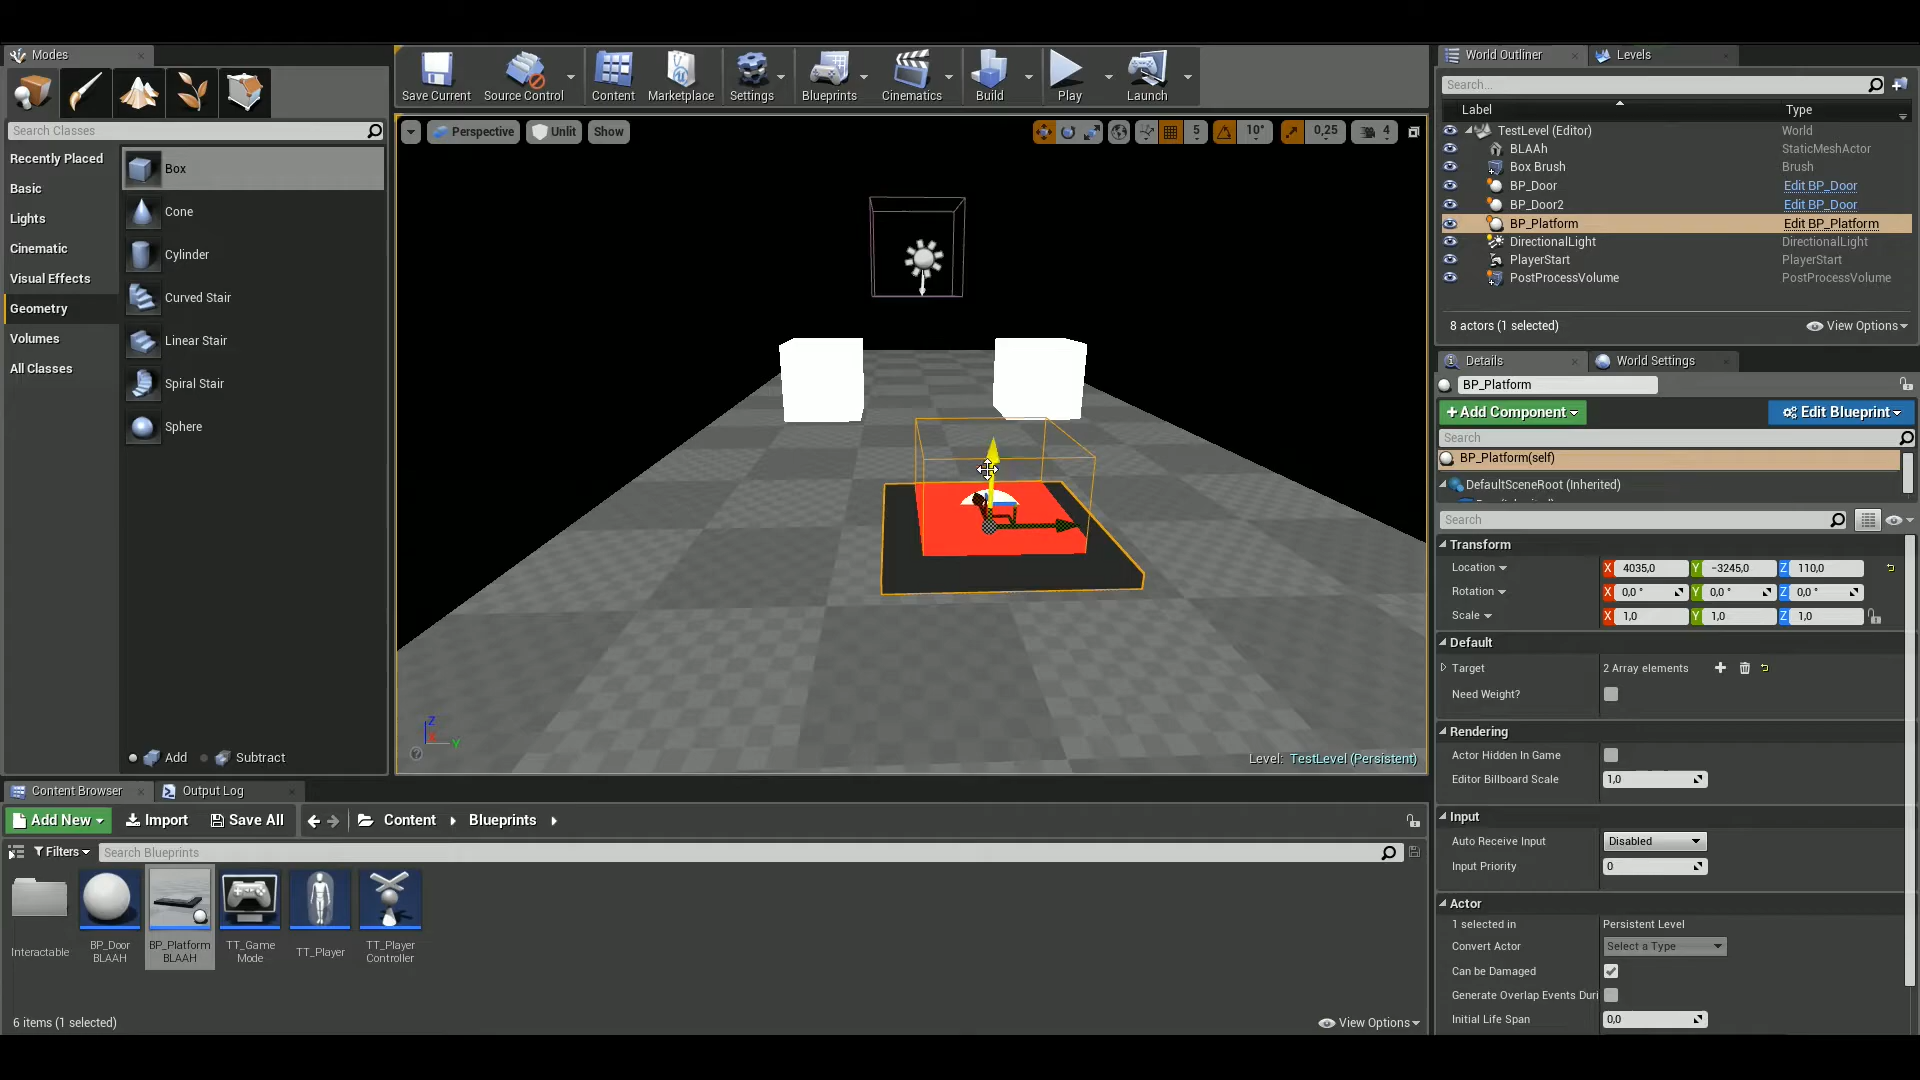 Modes
Save Current
Source Control
Content
Marketplace
Settings
Blueprints
Cinematics
Build
Play
Launch
World Outliner
Levels
Search...
Label
Type
Search Classes
Recently Placed
Basic
Lights
Cinematic
Visual Effects
Geometry
Volumes
All Classes
Box
Cone
Cylinder
Curved Stair
Linear Stair
Spiral Stair
Sphere
Add
Subtract
Perspective
Unlit
Show
5
10°
0,25
4
Z
Y
Level: TestLevel (Persistent)
TestLevel (Editor) World
BLAAh StaticMeshActor
Box Brush Brush
BP_Door Edit BP_Door
BP_Door2 Edit BP_Door
BP_Platform Edit BP_Platform
DirectionalLight DirectionalLight
PlayerStart PlayerStart
PostProcessVolume PostProcessVolume
8 actors (1 selected)
View Options
Details
World Settings
BP_Platform
+ Add Component
Edit Blueprint
Search
BP_Platform(self)
DefaultSceneRoot (Inherited)
Search
Transform
Location X 4035,0 Y -3245,0 Z 110,0
Rotation X 0,0 ° Y 0,0 ° Z 0,0 °
Scale X 1,0 Y 1,0 Z 1,0
Default
Target 2 Array elements
Need Weight?
Rendering
Actor Hidden In Game
Editor Billboard Scale 1,0
Input
Auto Receive Input Disabled
Input Priority 0
Actor
1 selected in Persistent Level
Convert Actor Select a Type
Can be Damaged
Generate Overlap Events Duri
Initial Life Span 0,0
Content Browser
Output Log
Add New
Import
Save All
Content
Blueprints
Filters
Search Blueprints
Interactable
BP_Door
BLAAH
BP_Platform
BLAAH
TT_Game
Mode
TT_Player
TT_Player
Controller
6 items (1 selected)
View Options